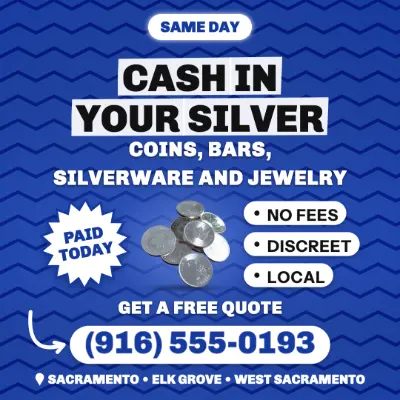 SAME DAY
CASH IN
YOUR SILVER
COINS, BARS,
SILVERWARE AND JEWELRY
PAID
TODAY
• NO FEES
• DISCREET
• LOCAL
GET A FREE QUOTE
(916) 555-0193
SACRAMENTO • ELK GROVE • WEST SACRAMENTO